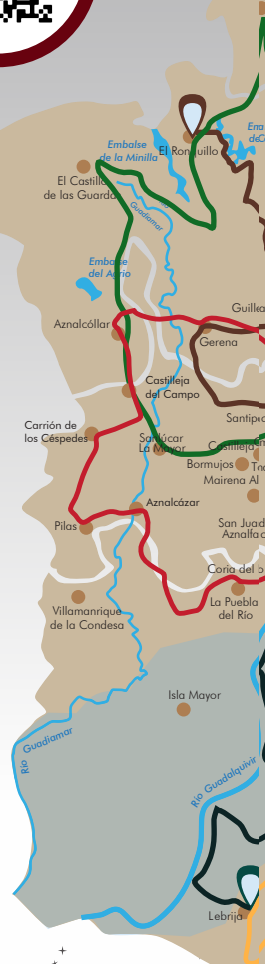 Embalse
de la Minilla
El Ronquillo
El Castillo
de las Guardas
Guadiamar
Embalse
del Agrio
Aznalcóllar
Gerena
Castilleja
del Campo
Carrión de
los Céspedes
Sanlúcar
La Mayor
Castilleja
Bormujos
Mairena Al
Aznalcázar
Pilas
San Juan
Aznalfa
Coria del
La Puebla
del Río
Villamanrique
de la Condesa
Isla Mayor
Río Guadiamar
Río Guadalquivir
Lebrija